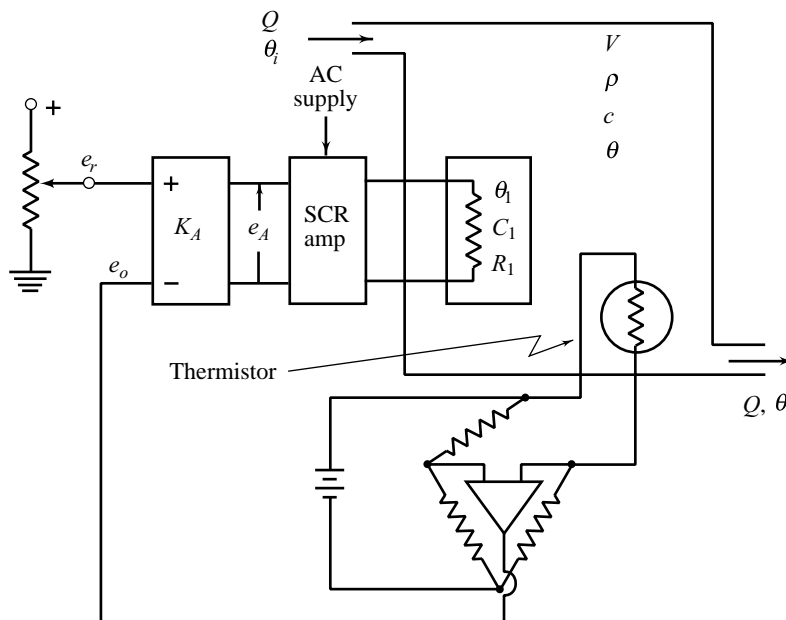 Q
θi
AC
supply
V
ρ
c
θ
+
er
+
KA
eA
SCR
amp
θ1
C1
R1
eo
−
Thermistor
Q, θ